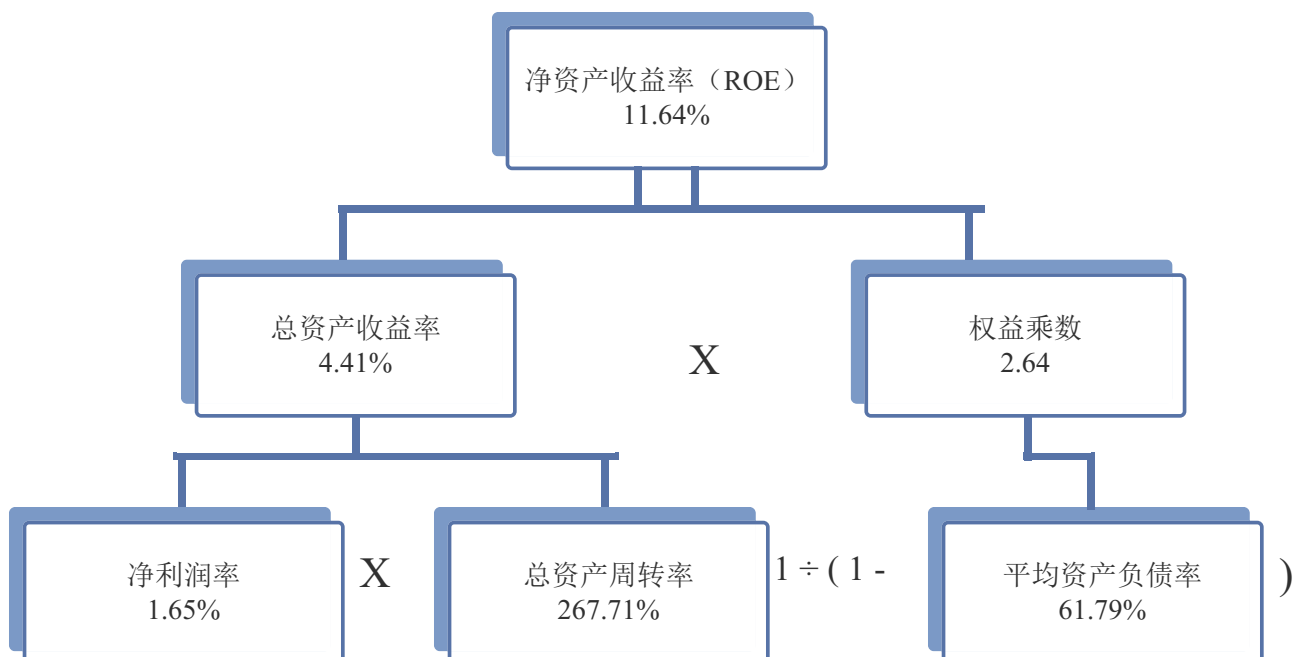 净资产收益率（ROE）
11.64%
总资产收益率
4.41%
X
权益乘数
2.64
净利润率
1.65%
X
总资产周转率
267.71%
1 ÷ ( 1 -
平均资产负债率
61.79%
)